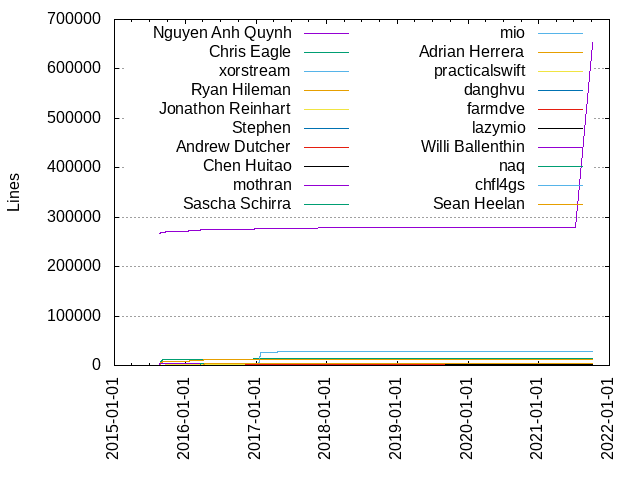 700000
600000
500000
400000
300000
200000
100000
0
Lines
Nguyen Anh Quynh
Chris Eagle
xorstream
Ryan Hileman
Jonathon Reinhart
Stephen
Andrew Dutcher
Chen Huitao
mothran
Sascha Schirra
mio
Adrian Herrera
practicalswift
danghvu
farmdve
lazymio
Willi Ballenthin
naq
chfl4gs
Sean Heelan
2015-01-01
2016-01-01
2017-01-01
2018-01-01
2019-01-01
2020-01-01
2021-01-01
2022-01-01